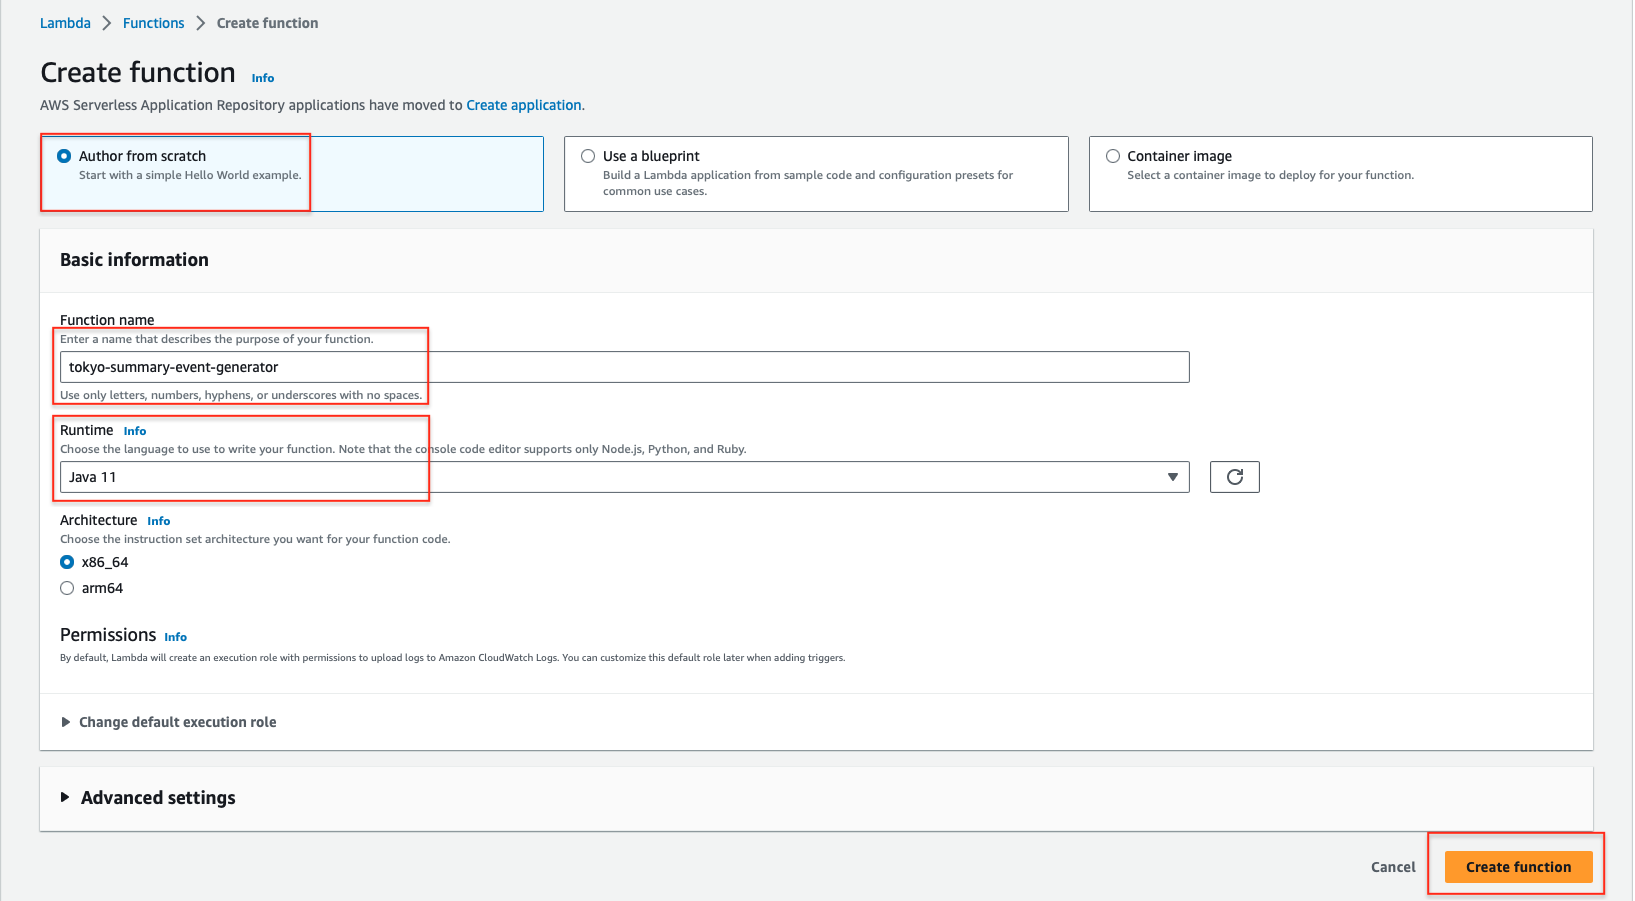 Lambda > Functions > Create function
Create function Info
AWS Serverless Application Repository applications have moved to Create application.
Author from scratch
Start with a simple Hello World example.
Use a blueprint
Build a Lambda application from sample code and configuration presets for
common use cases.
Container image
Select a container image to deploy for your function.
Basic information
Function name
Enter a name that describes the purpose of your function.
tokyo-summary-event-generator
Use only letters, numbers, hyphens, or underscores with no spaces.
Runtime Info
Choose the language to use to write your function. Note that the console code editor supports only Node.js, Python, and Ruby.
Java 11
Architecture Info
Choose the instruction set architecture you want for your function code.
x86_64
arm64
Permissions Info
By default, Lambda will create an execution role with permissions to upload logs to Amazon CloudWatch Logs. You can customize this default role later when adding triggers.
Change default execution role
Advanced settings
Cancel
Create function